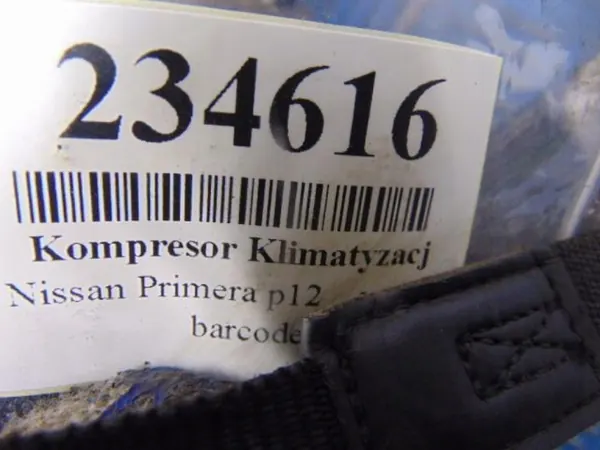 234616
Kompresor Klimatyzacj
Nissan Primera p12
barcode